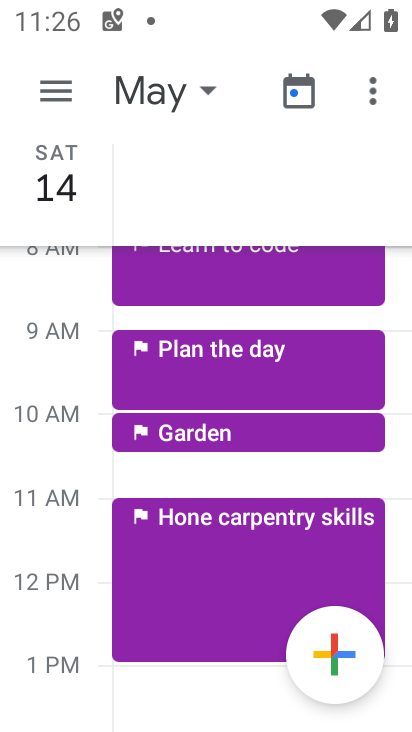 11:26
May
SAT
14
8 AM
Learn to code
9 AM
Plan the day
10 AM
Garden
11 AM
Hone carpentry skills
12 PM
1 PM